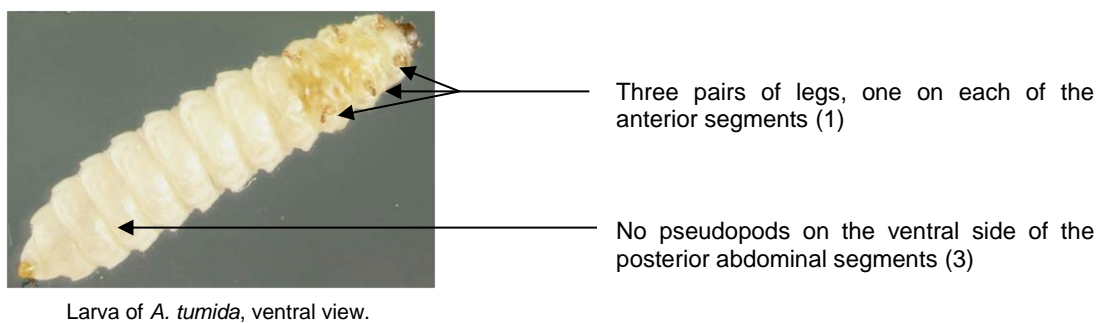 Three pairs of legs, one on each of the
anterior segments (1)
No pseudopods on the ventral side of the
posterior abdominal segments (3)
Larva of A. tumida, ventral view.